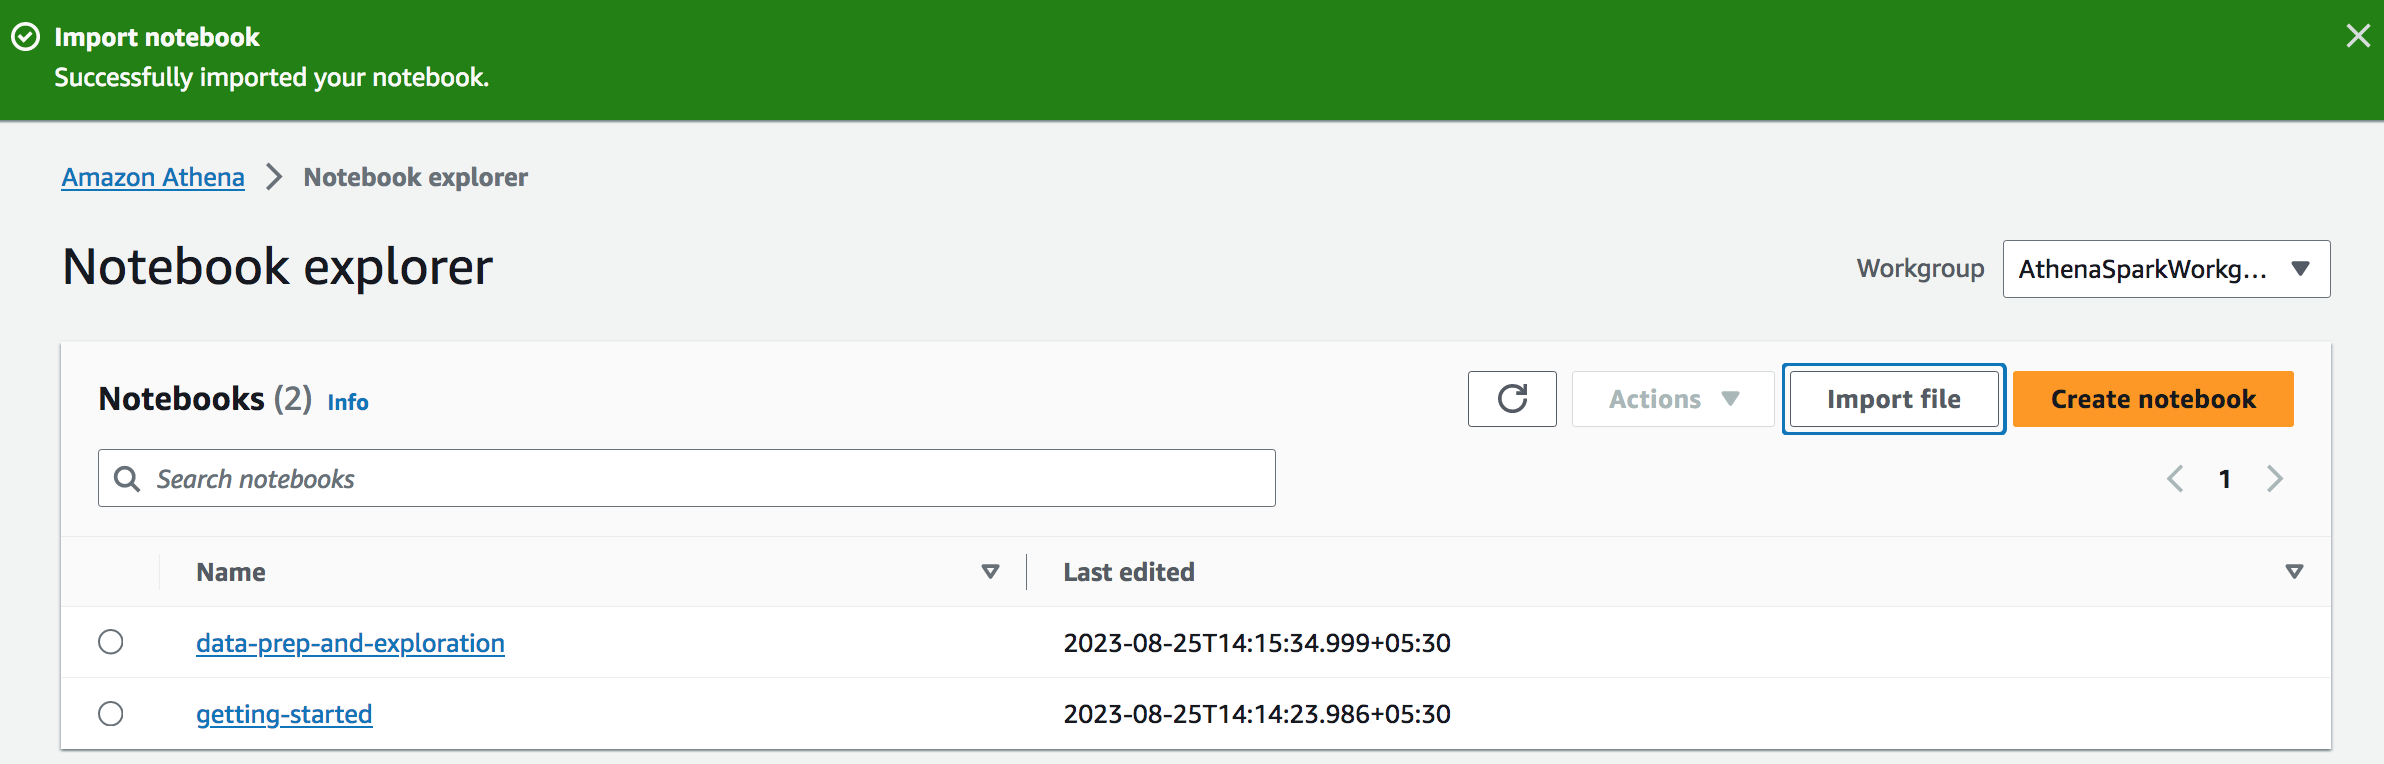 Import notebook
Successfully imported your notebook.
Amazon Athena Notebook explorer
Notebook explorer
Workgroup AthenaSparkWorkg...
Notebooks (2) Info
Actions Import file Create notebook
Search notebooks
1
Name Last edited
data-prep-and-exploration 2023-08-25T14:15:34.999+05:30
getting-started 2023-08-25T14:14:23.986+05:30